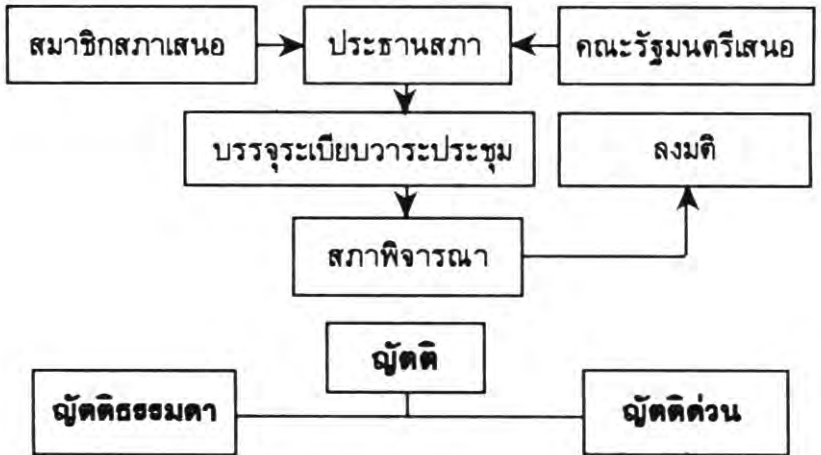 สมาชิกสภาเสนอ ประธานสภา คณะรัฐมนตรีเสนอ
บรรจุระเบียบวาระประชุม ลงมติ
สภาพิจารณา
ญัตติ
ญัตติธรรมดา ญัตติด่วน